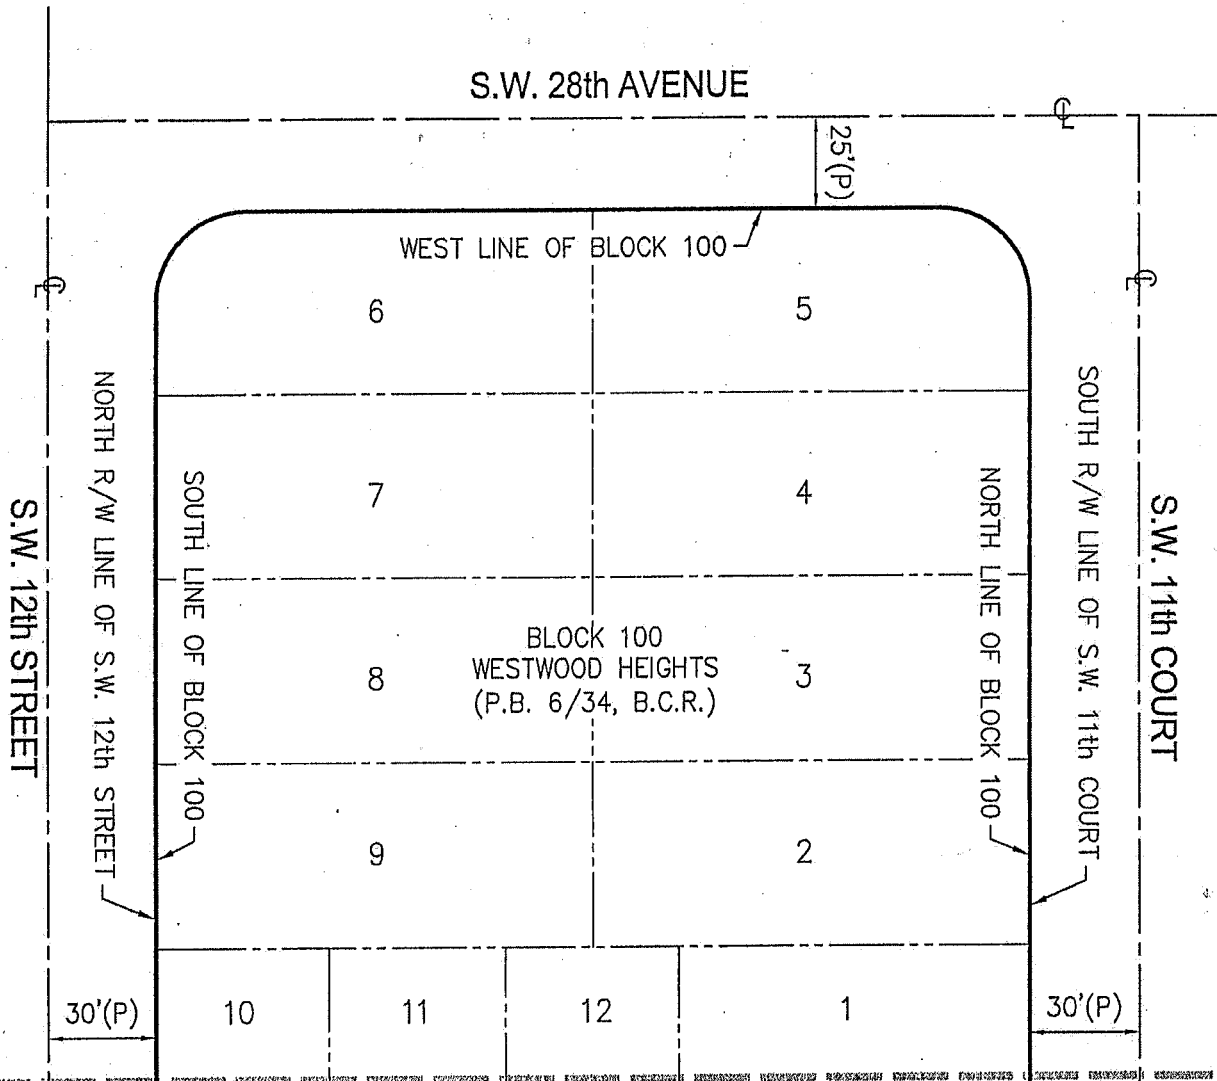 S.W. 28th AVENUE
℄
25'(P)
WEST LINE OF BLOCK 100
℄
℄
6
5
NORTH R/W LINE OF S.W. 12th STREET
SOUTH R/W LINE OF S.W. 11th COURT
SOUTH LINE OF BLOCK 100
NORTH LINE OF BLOCK 100
S.W. 12th STREET
S.W. 11th COURT
7
4
BLOCK 100
WESTWOOD HEIGHTS
(P.B. 6/34, B.C.R.)
8
3
9
2
30'(P)
10
11
12
1
30'(P)